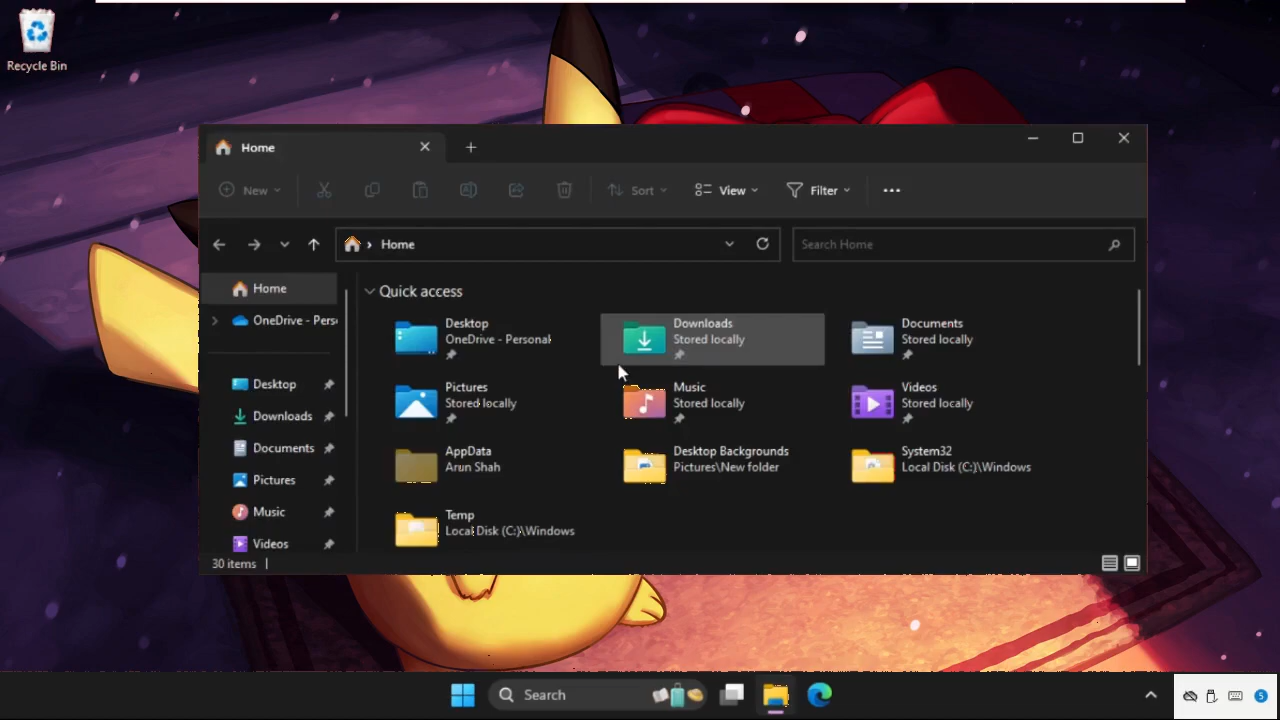 Recycle Bin
Home
New
Sort
View
Filter
Home
Search Home
Home
OneDrive - Pers
Desktop
Downloads
Documents
Pictures
Music
Videos
Quick access
Desktop
OneDrive - Personal
Downloads
Stored locally
Documents
Stored locally
Pictures
Stored locally
Music
Stored locally
Videos
Stored locally
AppData
Arun Shah
Desktop Backgrounds
Pictures\New folder
System32
Local Disk (C:)\Windows
Temp
Local Disk (C:)\Windows
30 items
Search
5